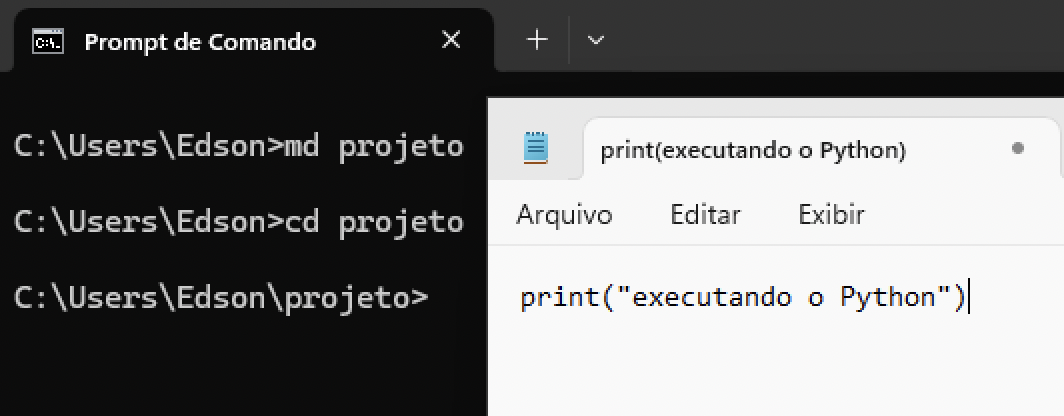 Prompt de Comando
C:\Users\Edson>md projeto
C:\Users\Edson>cd projeto
C:\Users\Edson\projeto>
print(executando o Python)
Arquivo Editar Exibir
print("executando o Python")